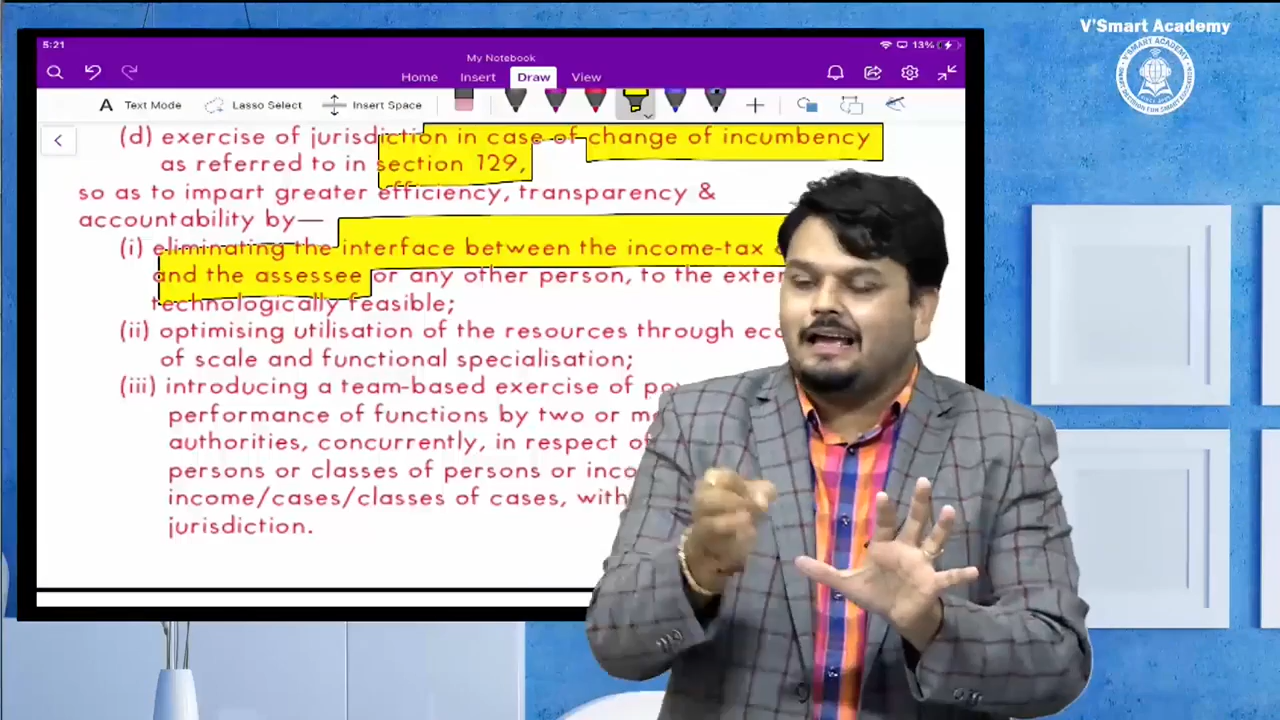 V'Smart Academy
5:21
13%
My Notebook
Home Insert Draw View
A Text Mode Lasso Select Insert Space
(d) exercise of jurisdiction in case of change of incumbency
as referred to in section 129,
so as to impart greater efficiency, transparency &
accountability by—
(i) eliminating the interface between the income-tax
and the assessee or any other person, to the
technologically feasible;
(ii) optimising utilisation of the resources through
of scale and functional specialisation;
(iii) introducing a team-based exercise of
performance of functions by two or
authorities, concurrently, in respect of
persons or classes of persons or
income/cases/classes of cases, with
jurisdiction.